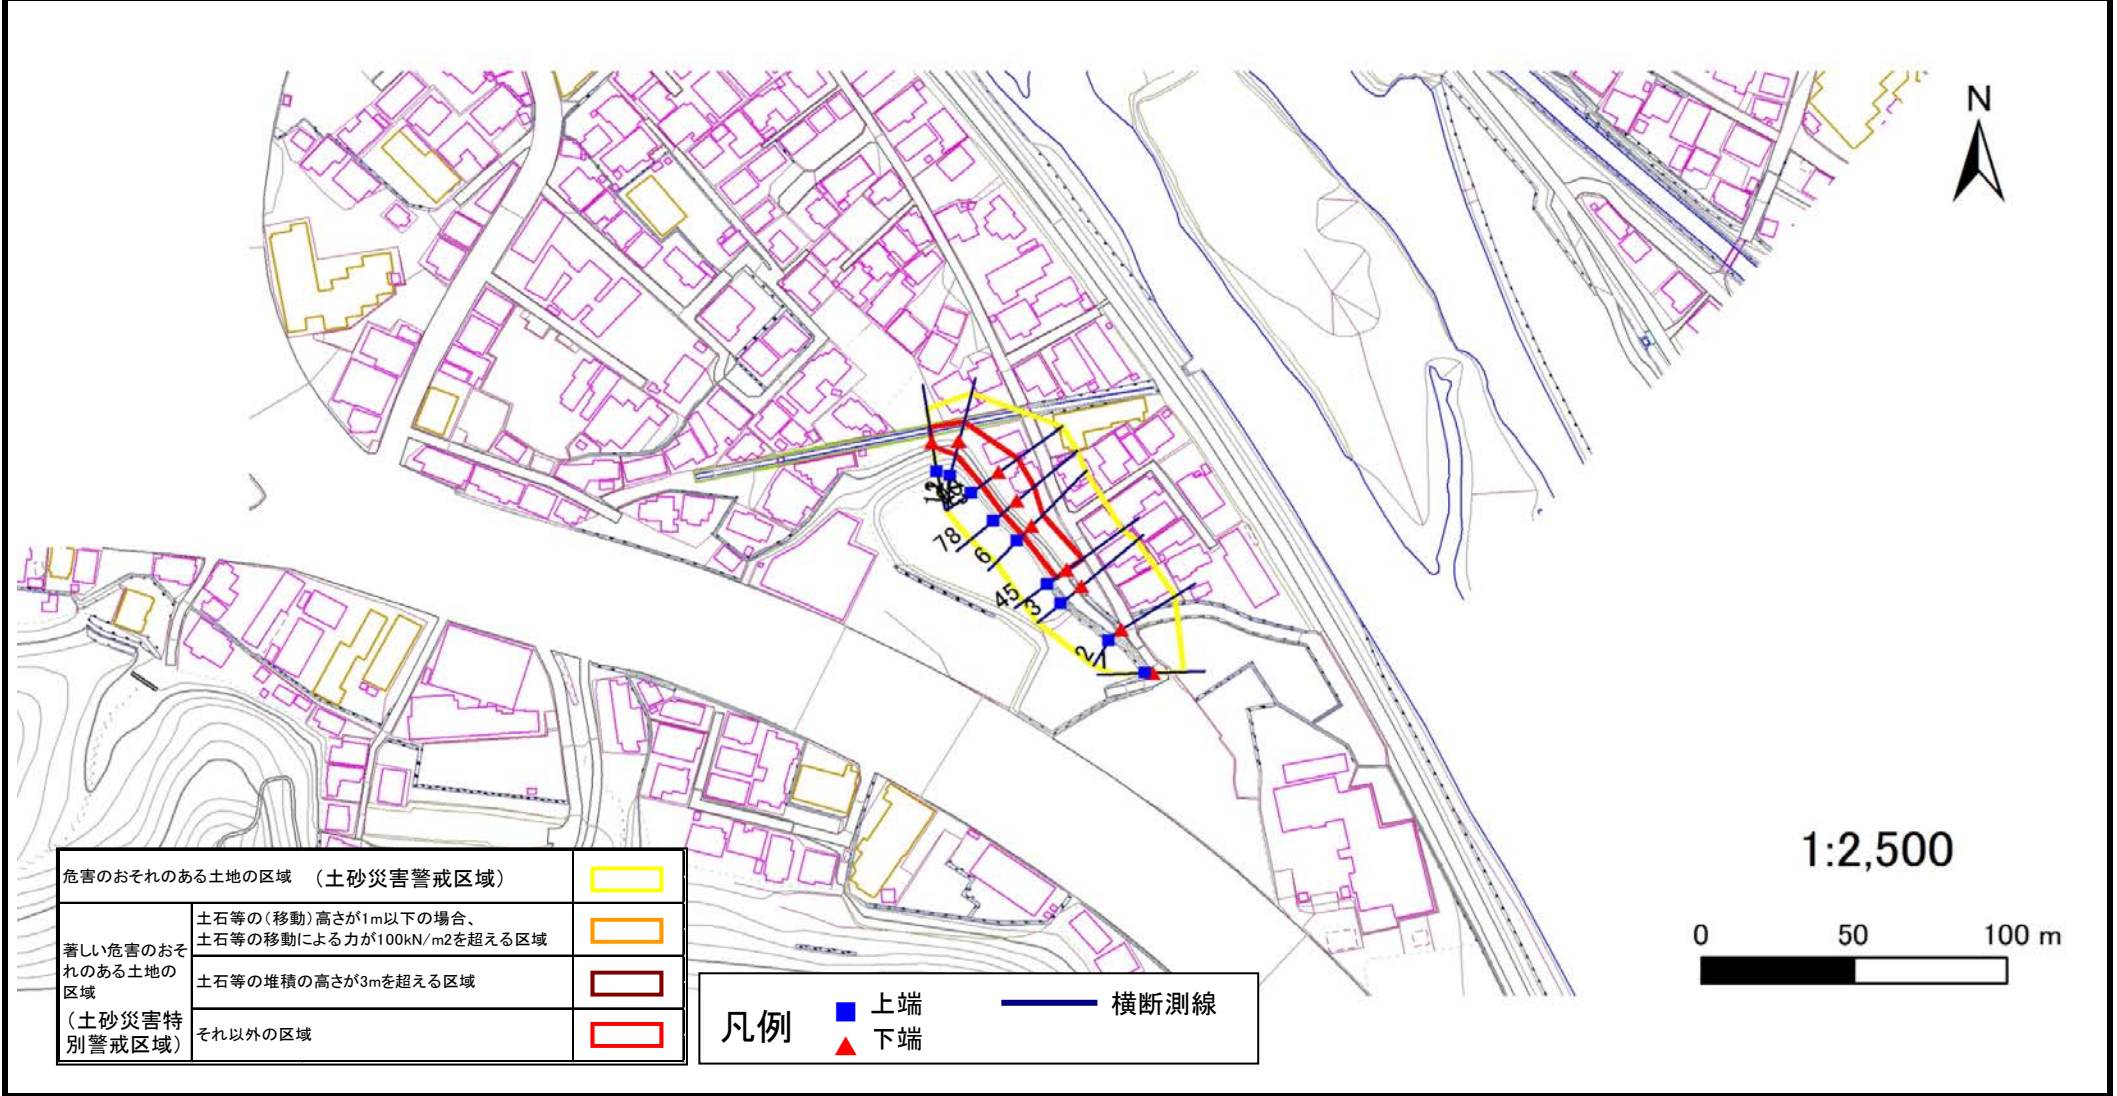 N
78
6
45
3
2
1
1:2,500
0 50 100 m
危害のおそれのある土地の区域 （土砂災害警戒区域）
著しい危害のおそ
れのある土地の
区域
（土砂災害特
別警戒区域）
土石等の（移動）高さが1m以下の場合、
土石等の移動による力が100kN/m2を超える区域
土石等の堆積の高さが3mを超える区域
それ以外の区域
凡例
上端
下端
横断測線